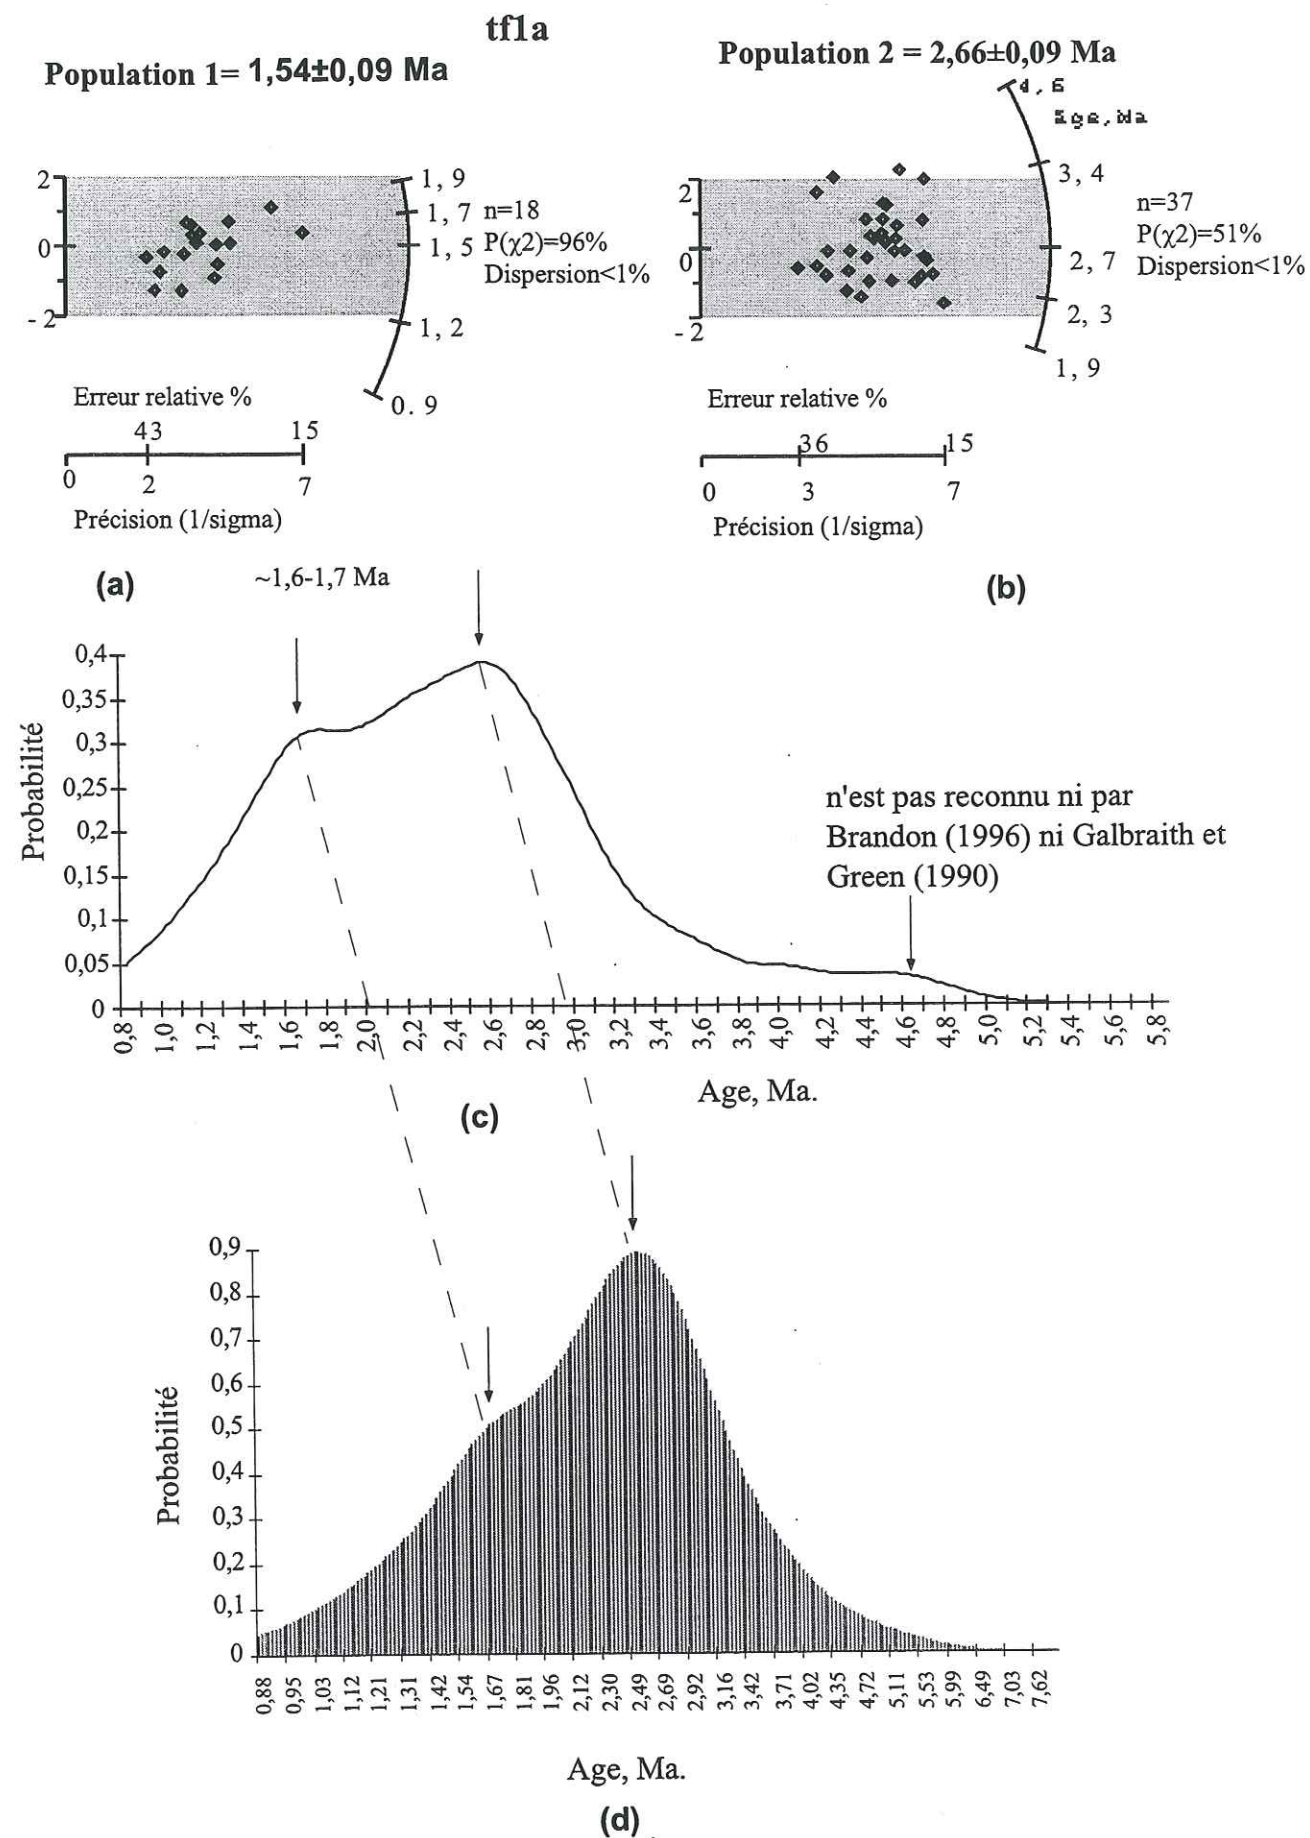 tf1a
Population 1= 1,54±0,09 Ma
Population 2 = 2,66±0,09 Ma
2
0
-2
1,9
1,7
1,5
1,2
0.9
n=18
P(χ2)=96%
Dispersion<1%
Erreur relative %
43 15
0 2 7
Précision (1/sigma)
(a)
4,6
Age,Ma
2
0
-2
3,4
2,7
2,3
1,9
n=37
P(χ2)=51%
Dispersion<1%
Erreur relative %
36 15
0 3 7
Précision (1/sigma)
(b)
~1,6-1,7 Ma
Probabilité
0,4
0,35
0,3
0,25
0,2
0,15
0,1
0,05
0
n'est pas reconnu ni par
Brandon (1996) ni Galbraith et
Green (1990)
0,8 1,0 1,2 1,4 1,6 1,8 2,0 2,2 2,4 2,6 2,8 3,0 3,2 3,4 3,6 3,8 4,0 4,2 4,4 4,6 4,8 5,0 5,2 5,4 5,6 5,8
Age, Ma.
(c)
Probabilité
0,9
0,8
0,7
0,6
0,5
0,4
0,3
0,2
0,1
0
0,88 0,95 1,03 1,12 1,21 1,31 1,42 1,54 1,67 1,81 1,96 2,12 2,30 2,49 2,69 2,92 3,16 3,42 3,71 4,02 4,35 4,72 5,11 5,53 5,99 6,49 7,03 7,62
Age, Ma.
(d)